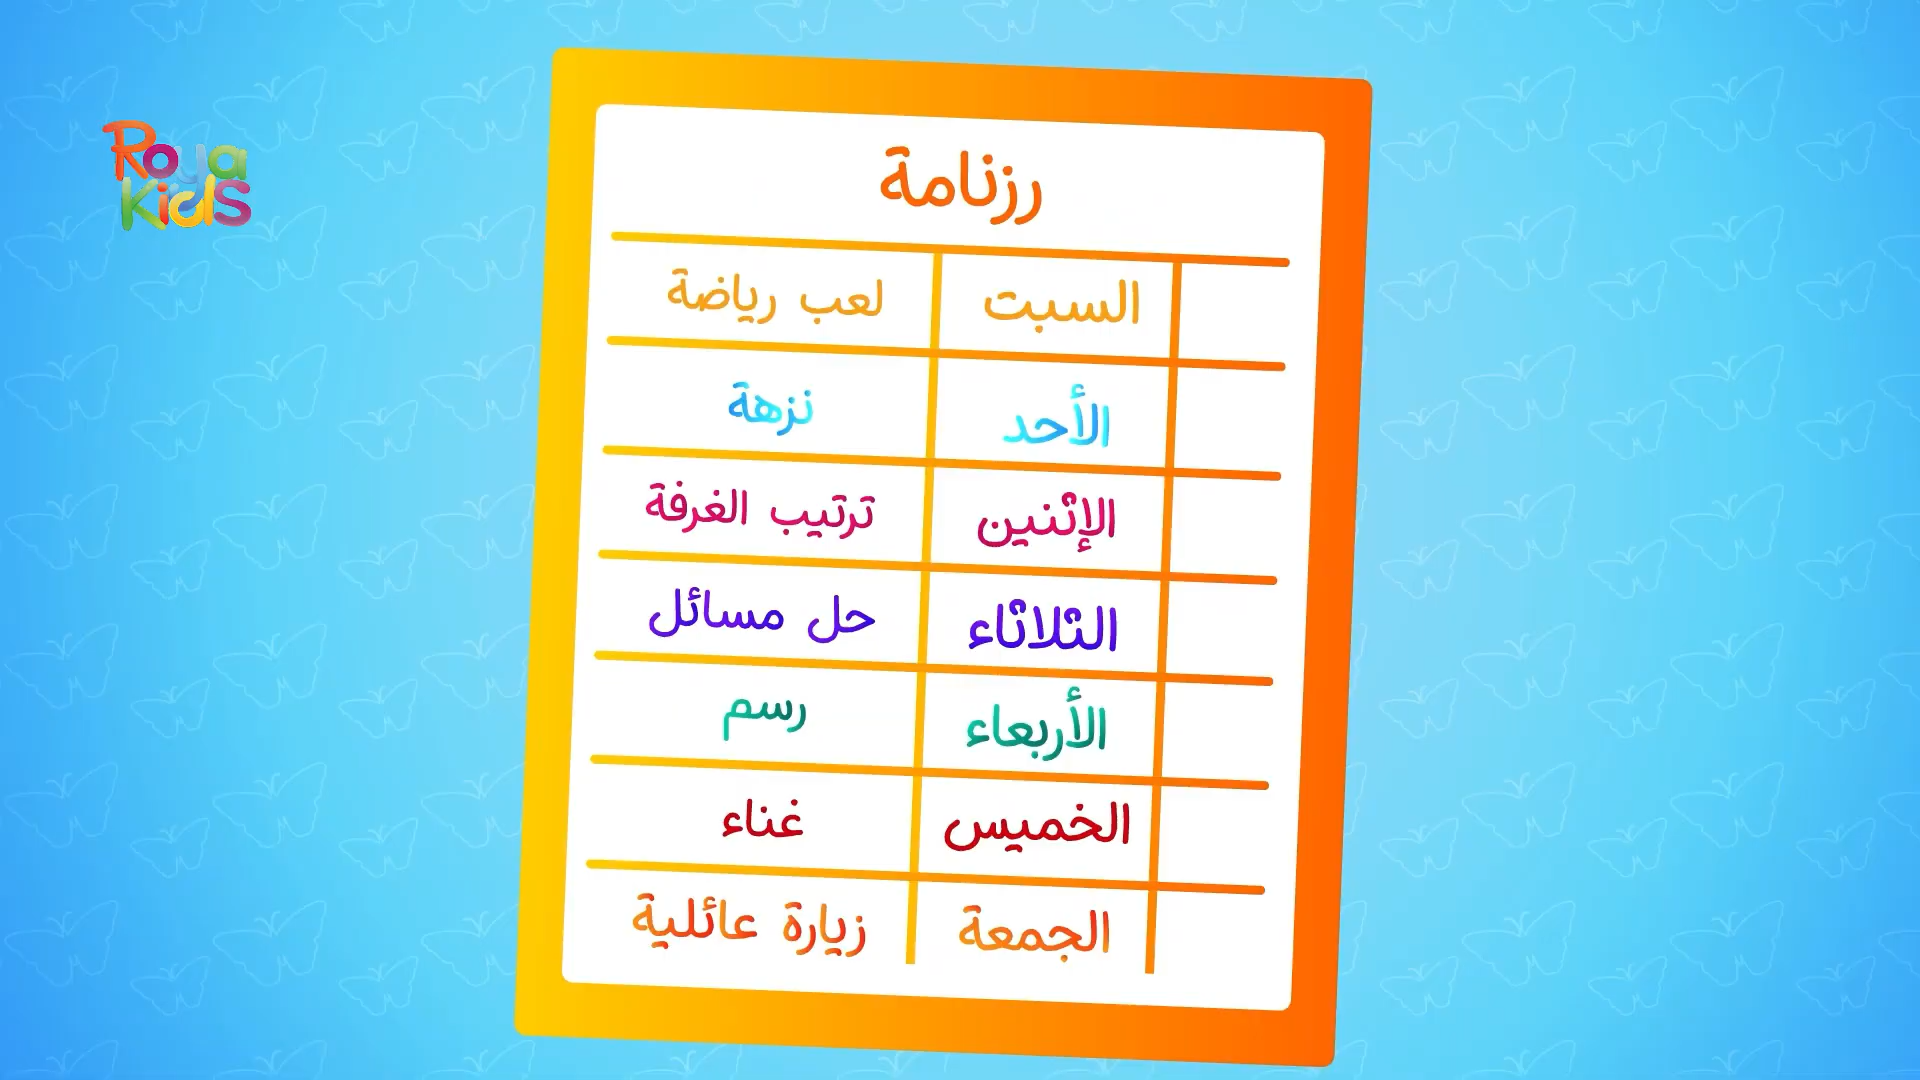 Roya
Kids
رزنامة
السبت لعب رياضة
الأحد نزهة
الإثنين ترتيب الغرفة
الثلاثاء حل مسائل
الأربعاء رسم
الخميس غناء
الجمعة زيارة عائلية